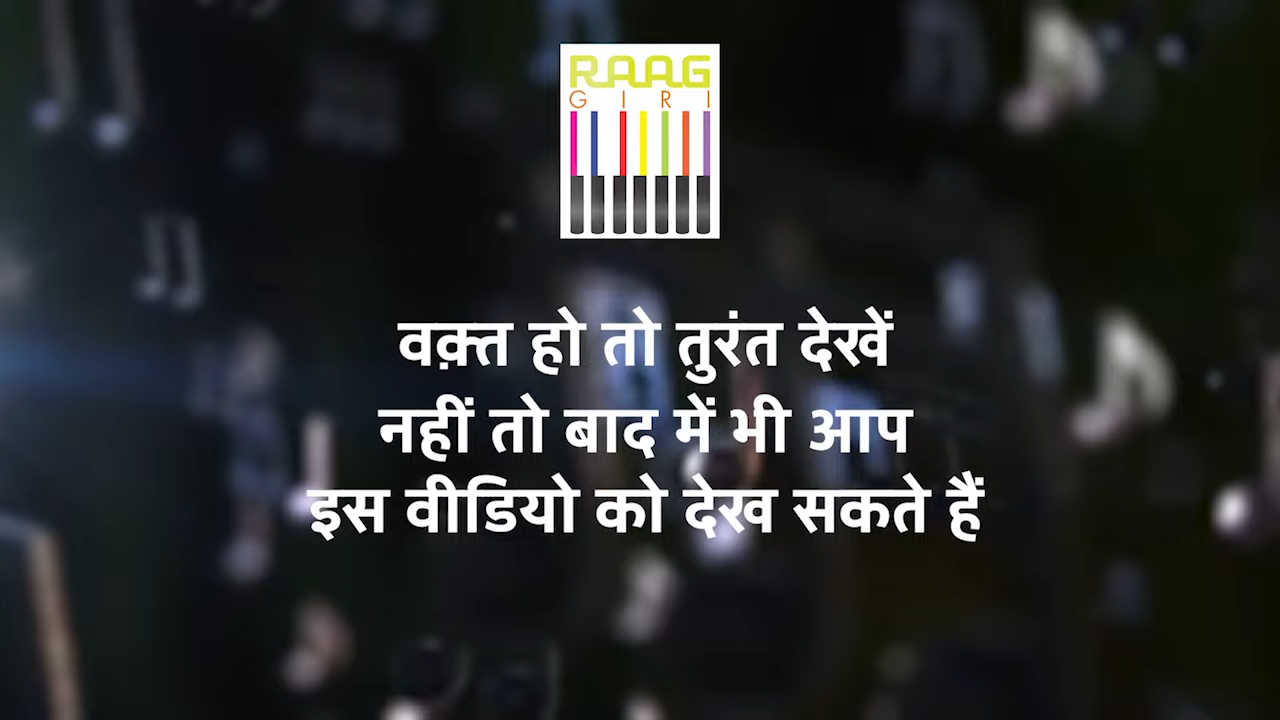 RAAG
GIRI
वक़्त हो तो तुरंत देखें
नहीं तो बाद में भी आप
इस वीडियो को देख सकते हैं